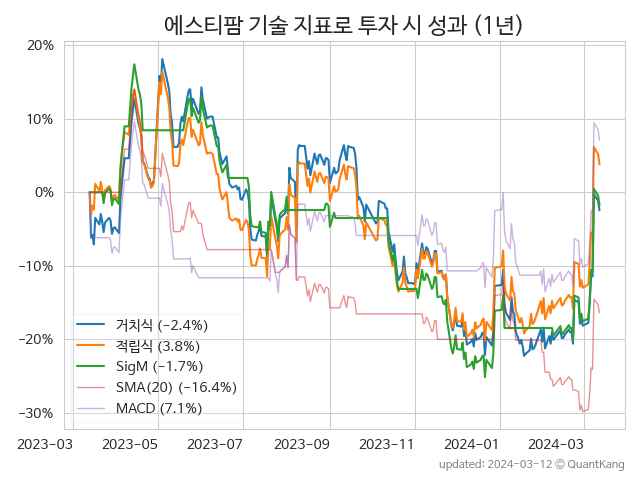 에스티팜 기술 지표로 투자 시 성과 (1년)
20%
10%
0%
−10%
−20%
−30%
거치식 (−2.4%)
적립식 (3.8%)
SigM (−1.7%)
SMA(20) (−16.4%)
MACD (7.1%)
2023-03
2023-05
2023-07
2023-09
2023-11
2024-01
2024-03
updated: 2024-03-12 © QuantKang